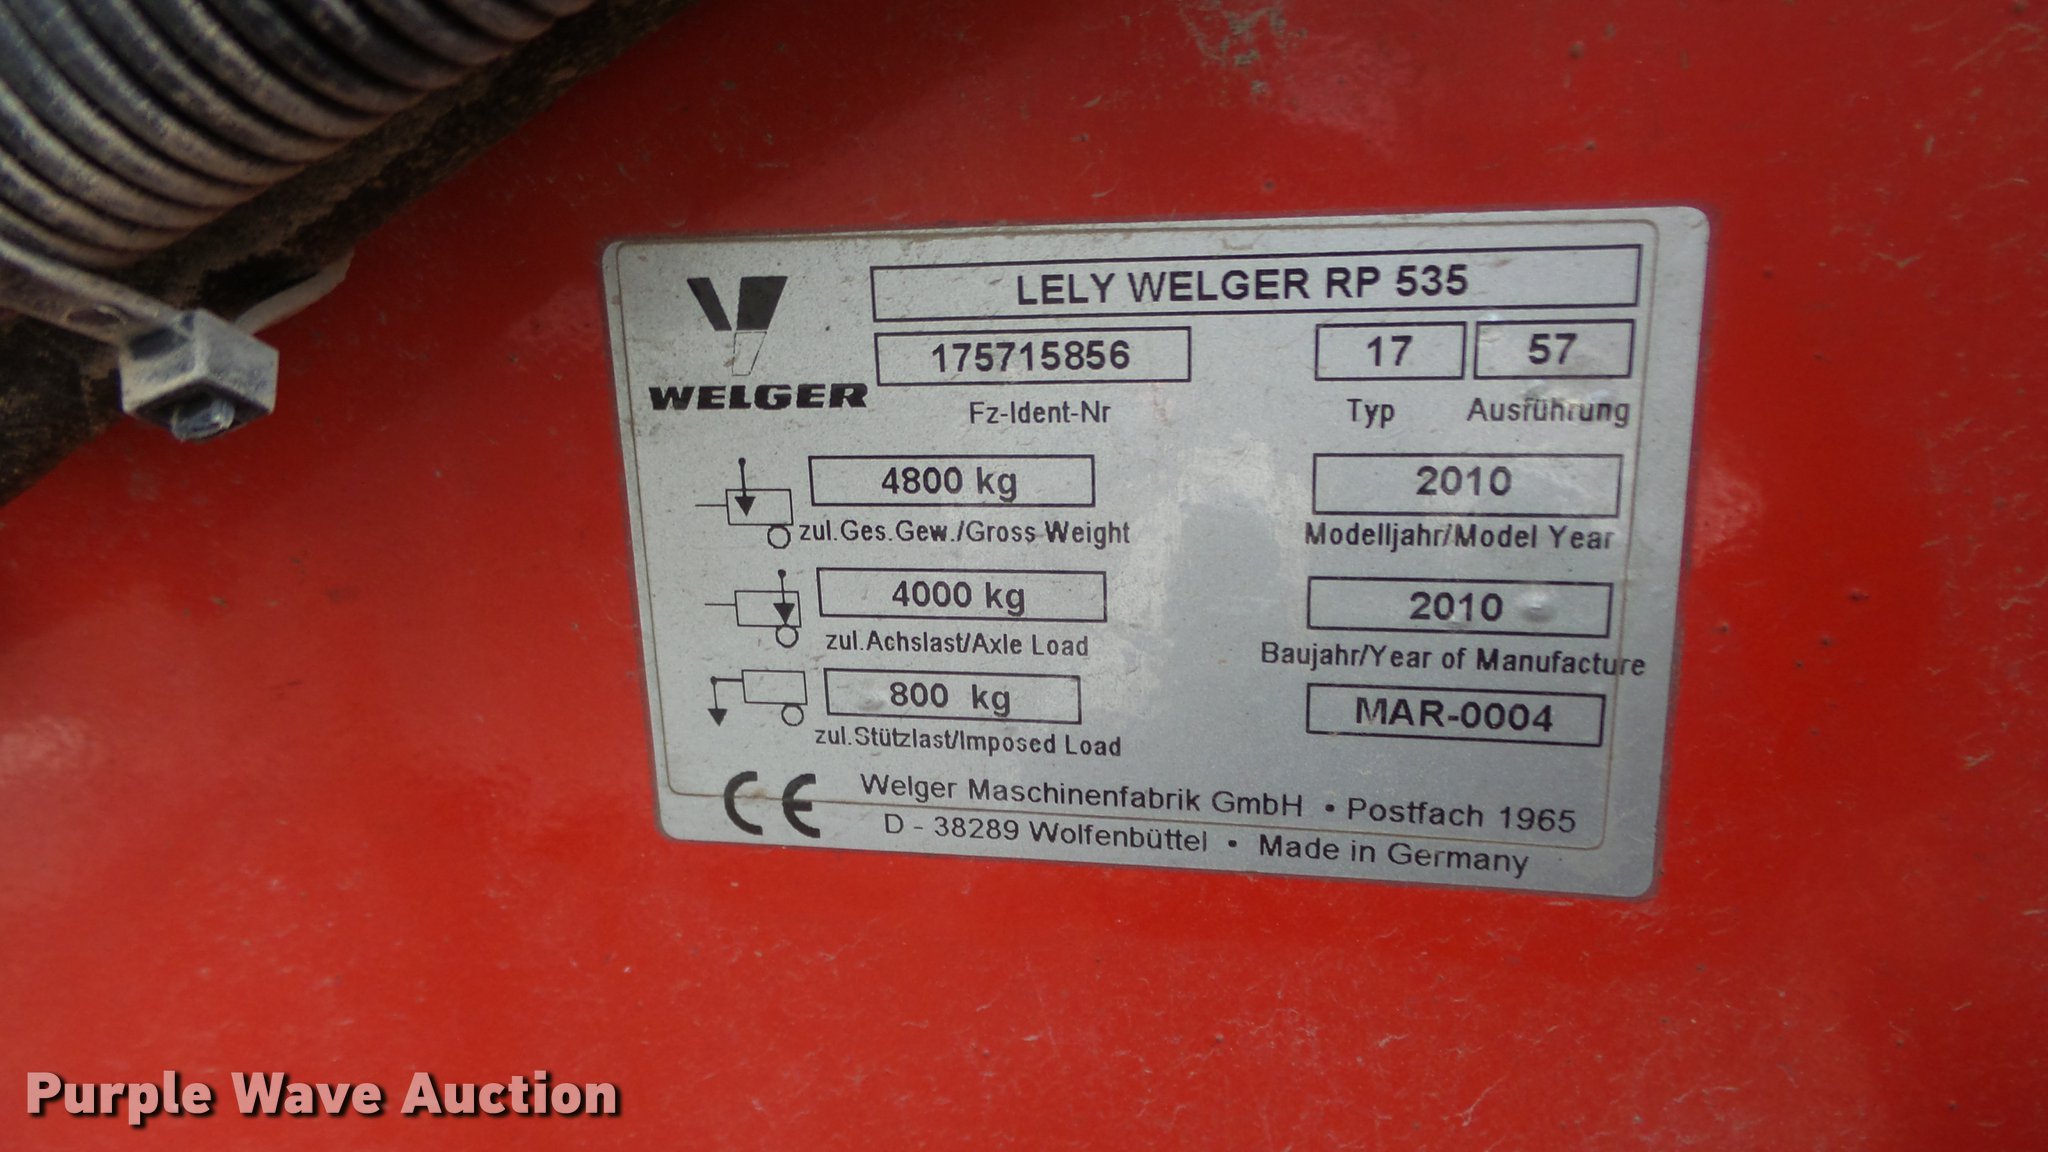 LELY WELGER RP 535
WELGER
175715856 17 57
Fz-Ident-Nr Typ Ausführung
4800 kg 2010
zul.Ges.Gew./Gross Weight Modelljahr/Model Year
4000 kg 2010
zul.Achslast/Axle Load Baujahr/Year of Manufacture
800 kg MAR-0004
zul.Stützlast/Imposed Load
CE Welger Maschinenfabrik GmbH • Postfach 1965
D - 38289 Wolfenbüttel • Made in Germany
Purple Wave Auction